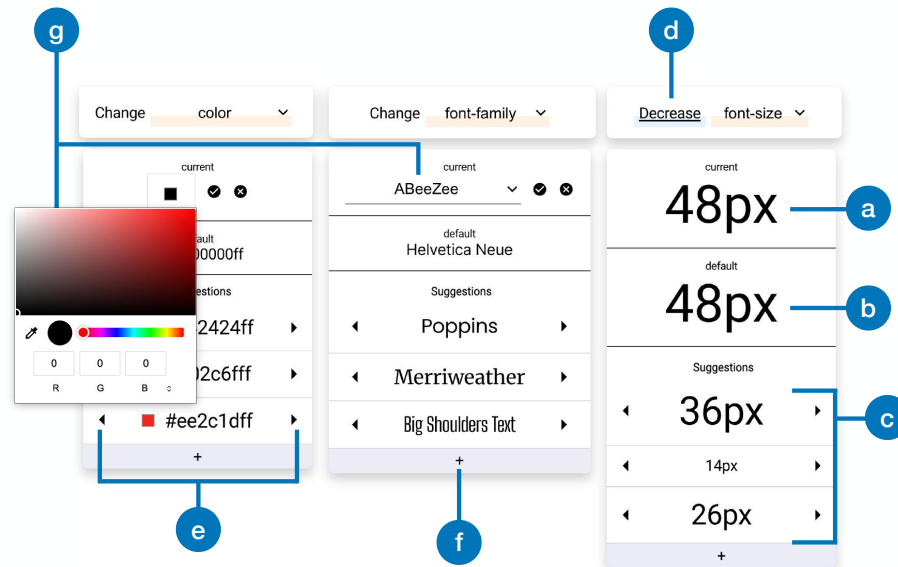 g
d
Change color
Change font-family
Decrease font-size
current
current
ABeeZee
current
48px
a
ault
00000ff
default
Helvetica Neue
default
48px
b
estions
2424ff
02c6fff
#ee2c1dff
+
0 0 0
R G B
Suggestions
Poppins
Merriweather
Big Shoulders Text
+
Suggestions
36px
14px
26px
+
c
e
f